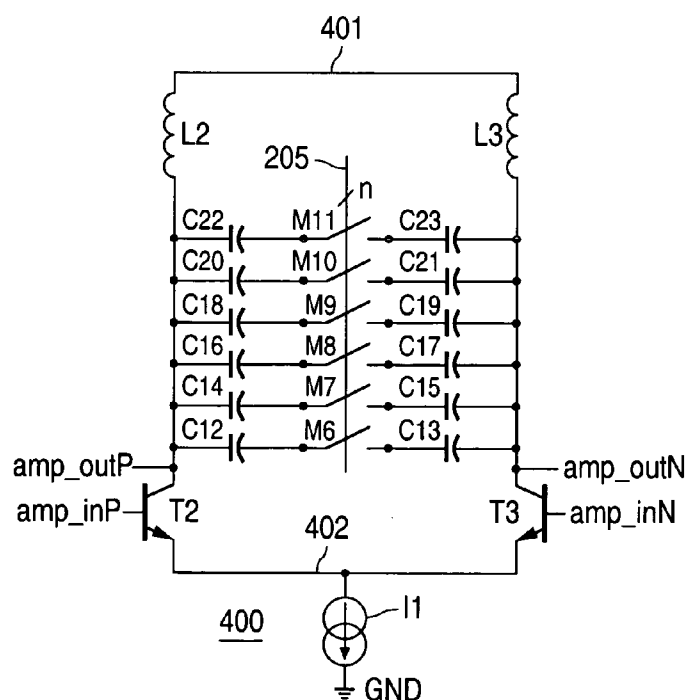 401
L2
L3
205
n
C22 M11 C23
C20 M10 C21
C18 M9 C19
C16 M8 C17
C14 M7 C15
C12 M6 C13
amp_outP
amp_outN
amp_inP T2
T3 amp_inN
402
400
I1
GND